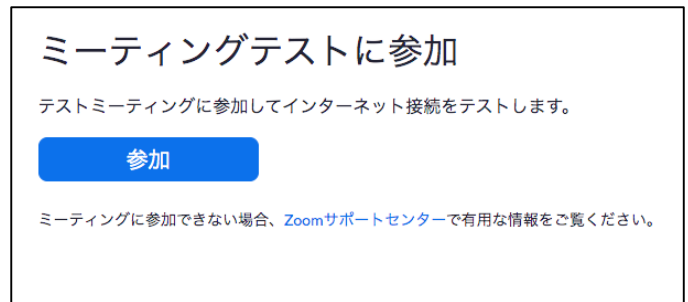 ミーティングテストに参加
テストミーティングに参加してインターネット接続をテストします。
参加
ミーティングに参加できない場合、Zoomサポートセンターで有用な情報をご覧ください。